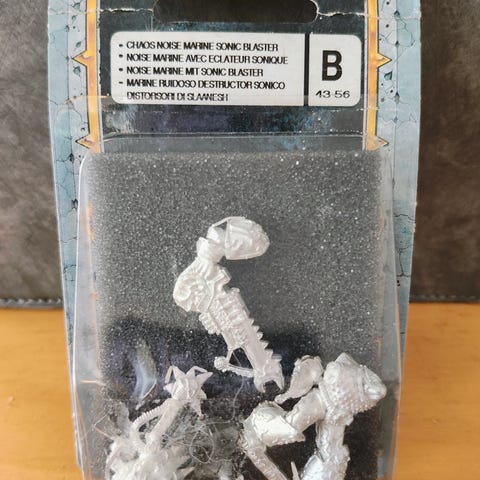 • CHAOS NOISE MARINE SONIC BLASTER
• NOISE MARINE AVEC ECLATEUR SONIQUE
• NOISE MARINE MIT SONIC BLASTER
• MARINE RUIDOSO DESTRUCTOR SONICO
DISTORSORI DI SLAANESH
B
43-56